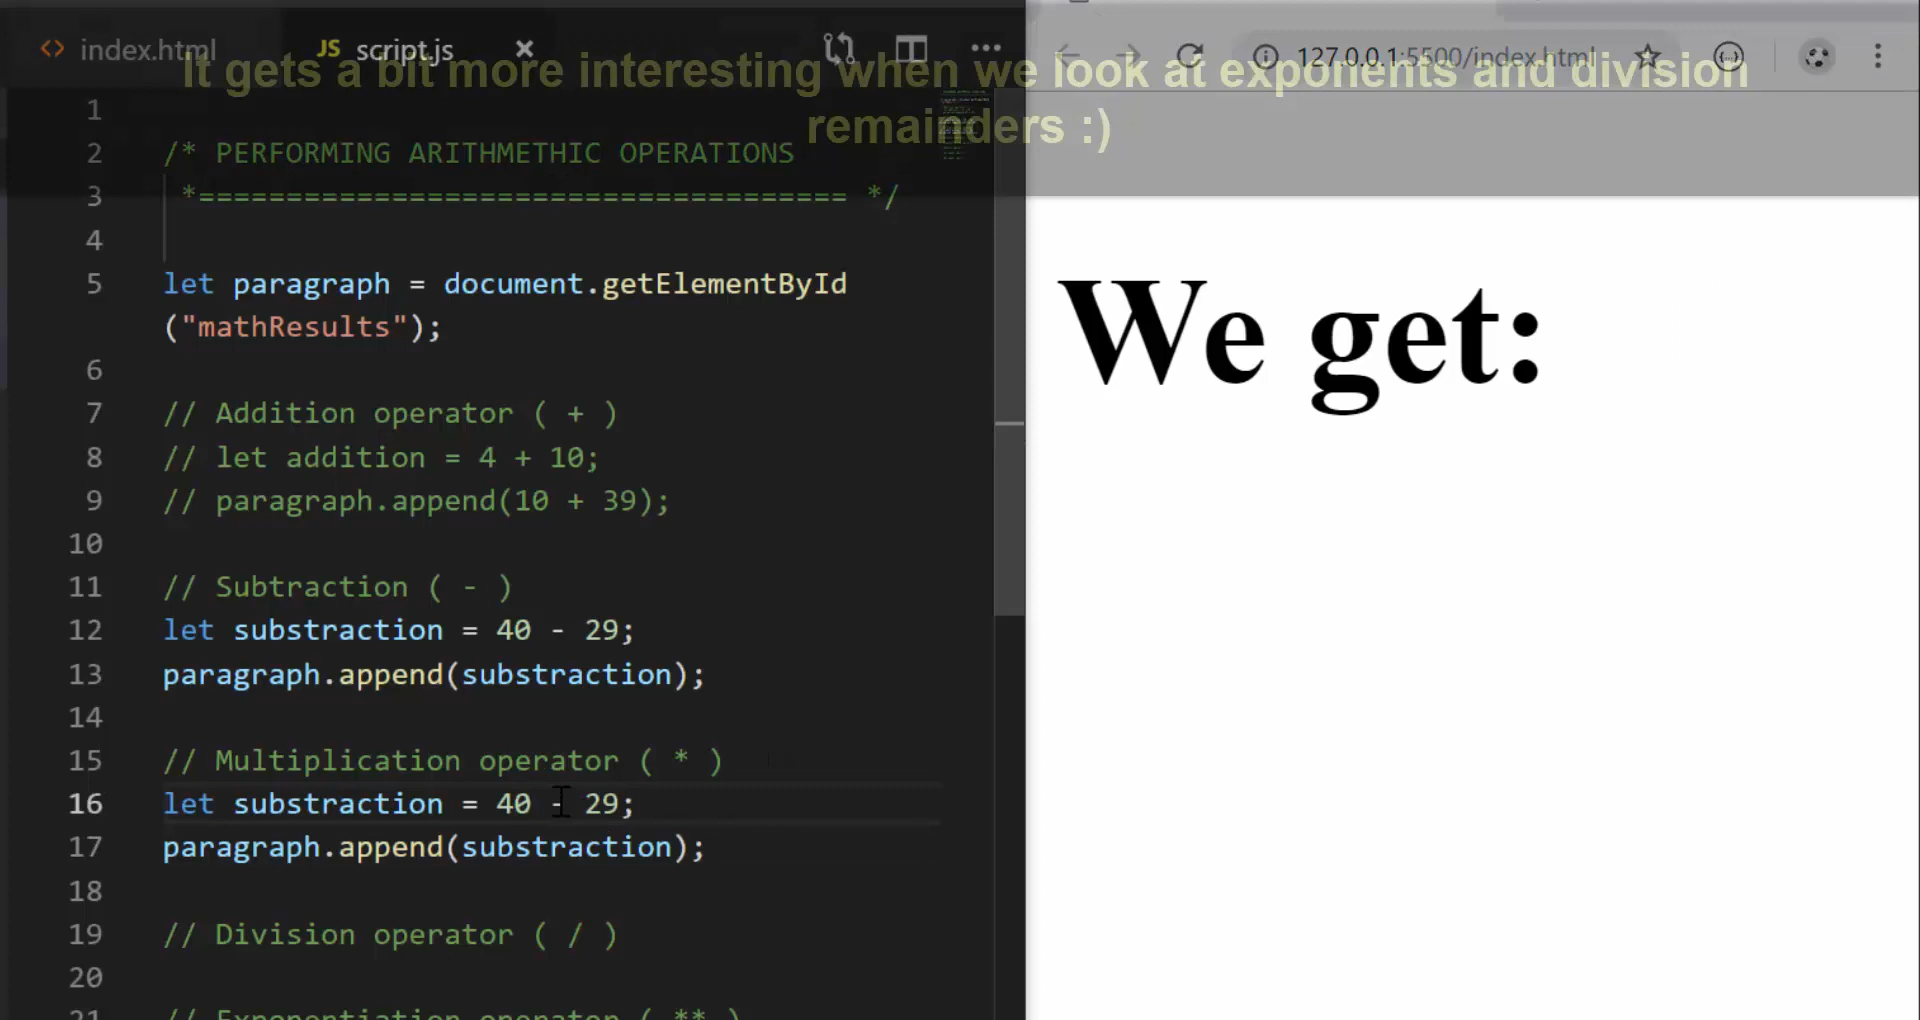 index.html
JS script.js
127.0.0.1:5500/index.html
It gets a bit more interesting when we look at exponents and division
remainders :)
1
2 /* PERFORMING ARITHMETHIC OPERATIONS
3 *===================================== */
4
5 let paragraph = document.getElementById
("mathResults");
6
7 // Addition operator ( + )
8 // let addition = 4 + 10;
9 // paragraph.append(10 + 39);
10
11 // Subtraction ( - )
12 let substraction = 40 - 29;
13 paragraph.append(substraction);
14
15 // Multiplication operator ( * )
16 let substraction = 40 - 29;
17 paragraph.append(substraction);
18
19 // Division operator ( / )
20
21 // Exponentiation operator ( ** )
We get: